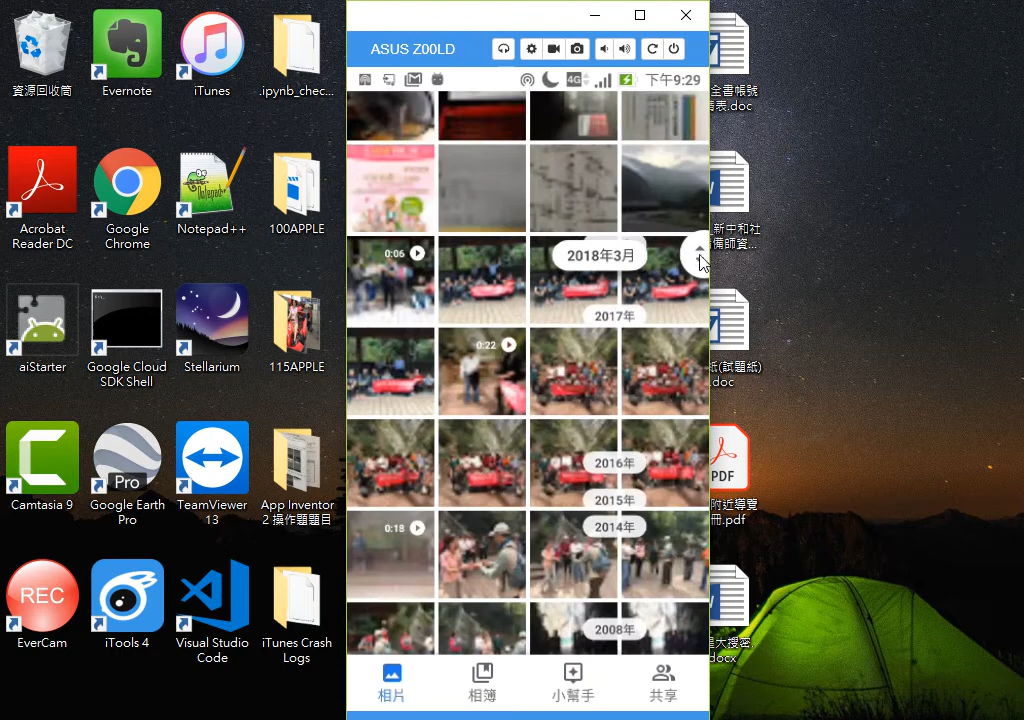 資源回收筒
Evernote
iTunes
.ipynb_chec...
Acrobat
Reader DC
Google
Chrome
Notepad++
100APPLE
aiStarter
Google Cloud
SDK Shell
Stellarium
115APPLE
Camtasia 9
Pro
Google Earth
Pro
TeamViewer
13
App Inventor
2 操作題題目
REC
EverCam
iTools 4
Visual Studio
Code
iTunes Crash
Logs
ASUS Z00LD
4G
下午9:29
0:06
2018年3月
2017年
0:22
2016年
2015年
0:18
2014年
2008年
相片
相簿
小幫手
共享
全書帳號
表.doc
新中和社
備師資...
紙(試題紙)
.doc
PDF
附近導覽
冊.pdf
大搜密.
docx